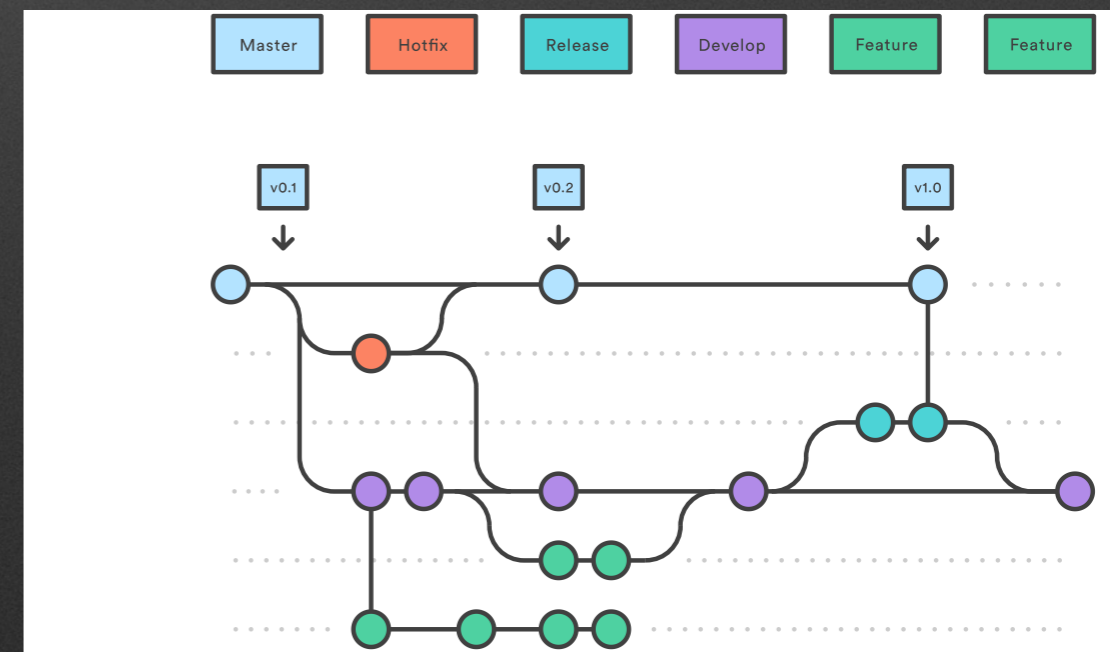 Master
Hotfix
Release
Develop
Feature
Feature
v0.1
v0.2
v1.0